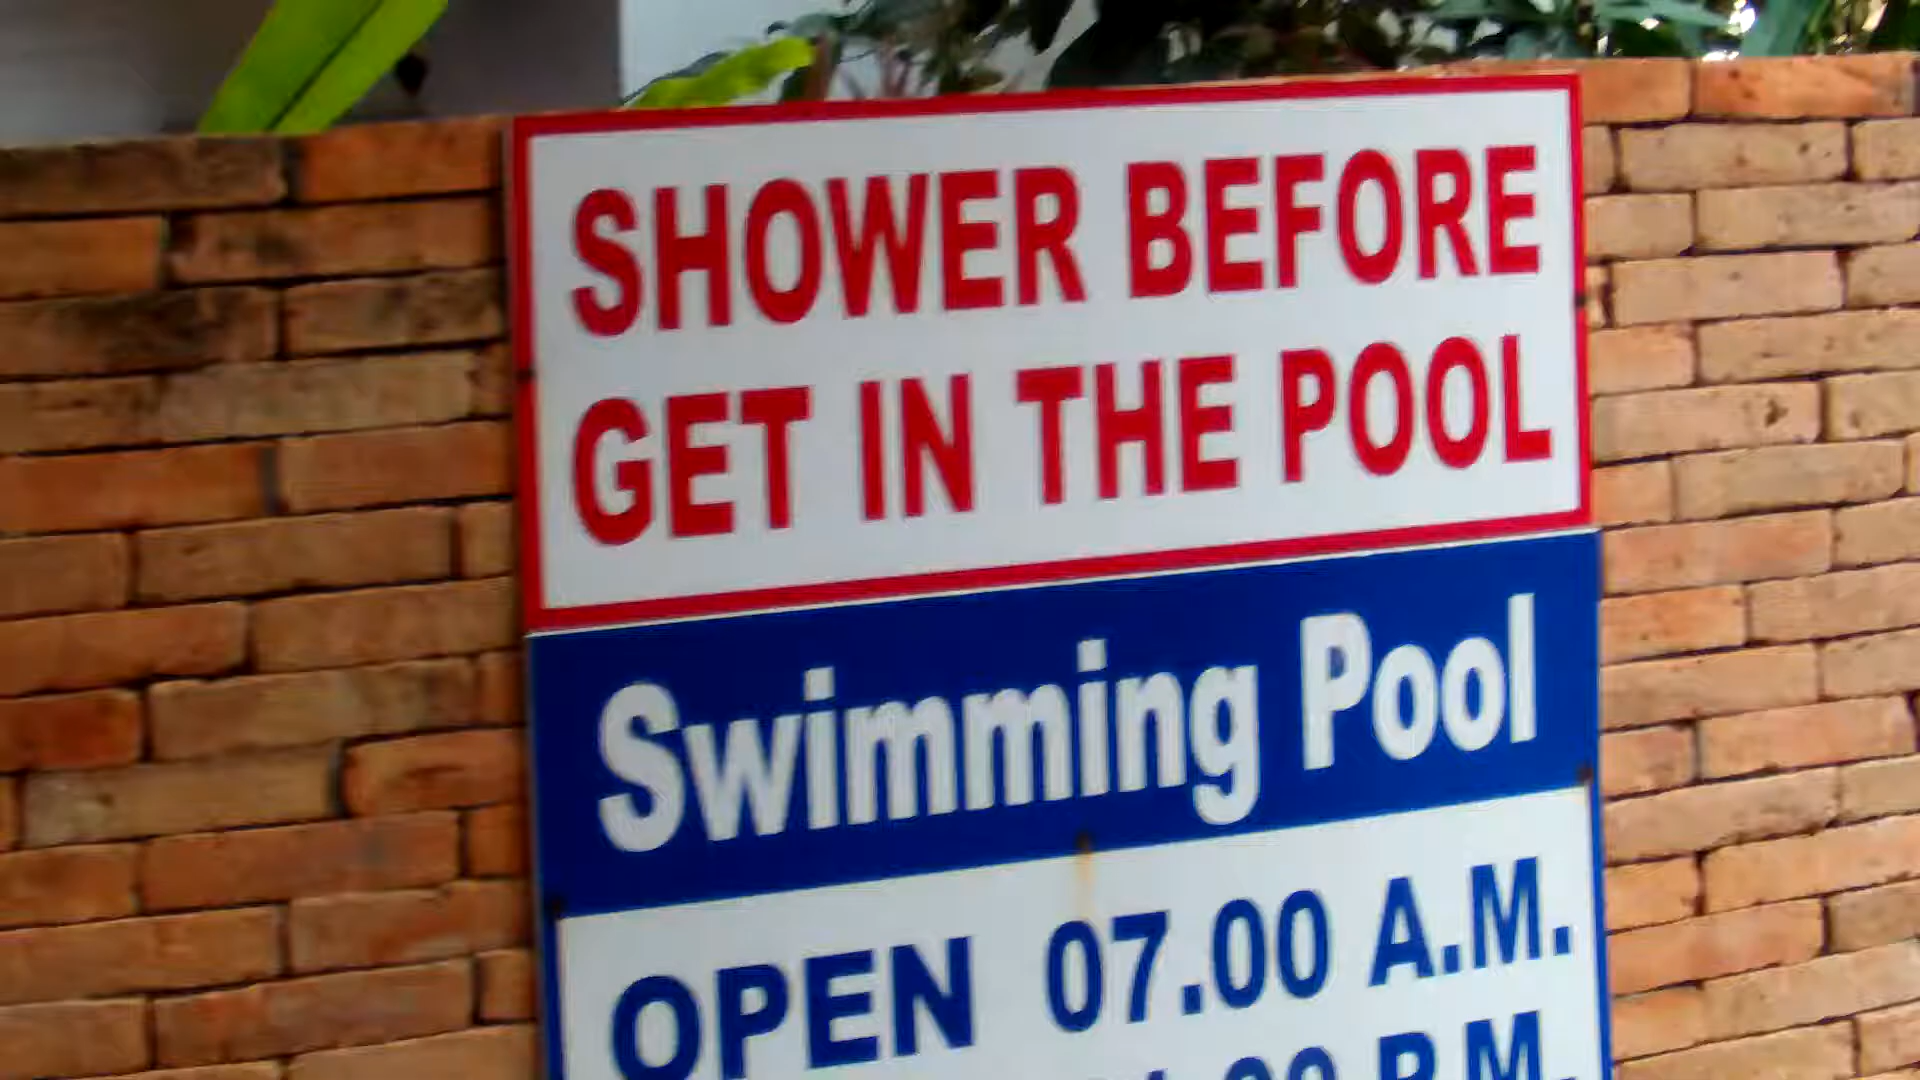 SHOWER BEFORE
GET IN THE POOL
Swimming Pool
OPEN 07.00 A.M.
P.M.